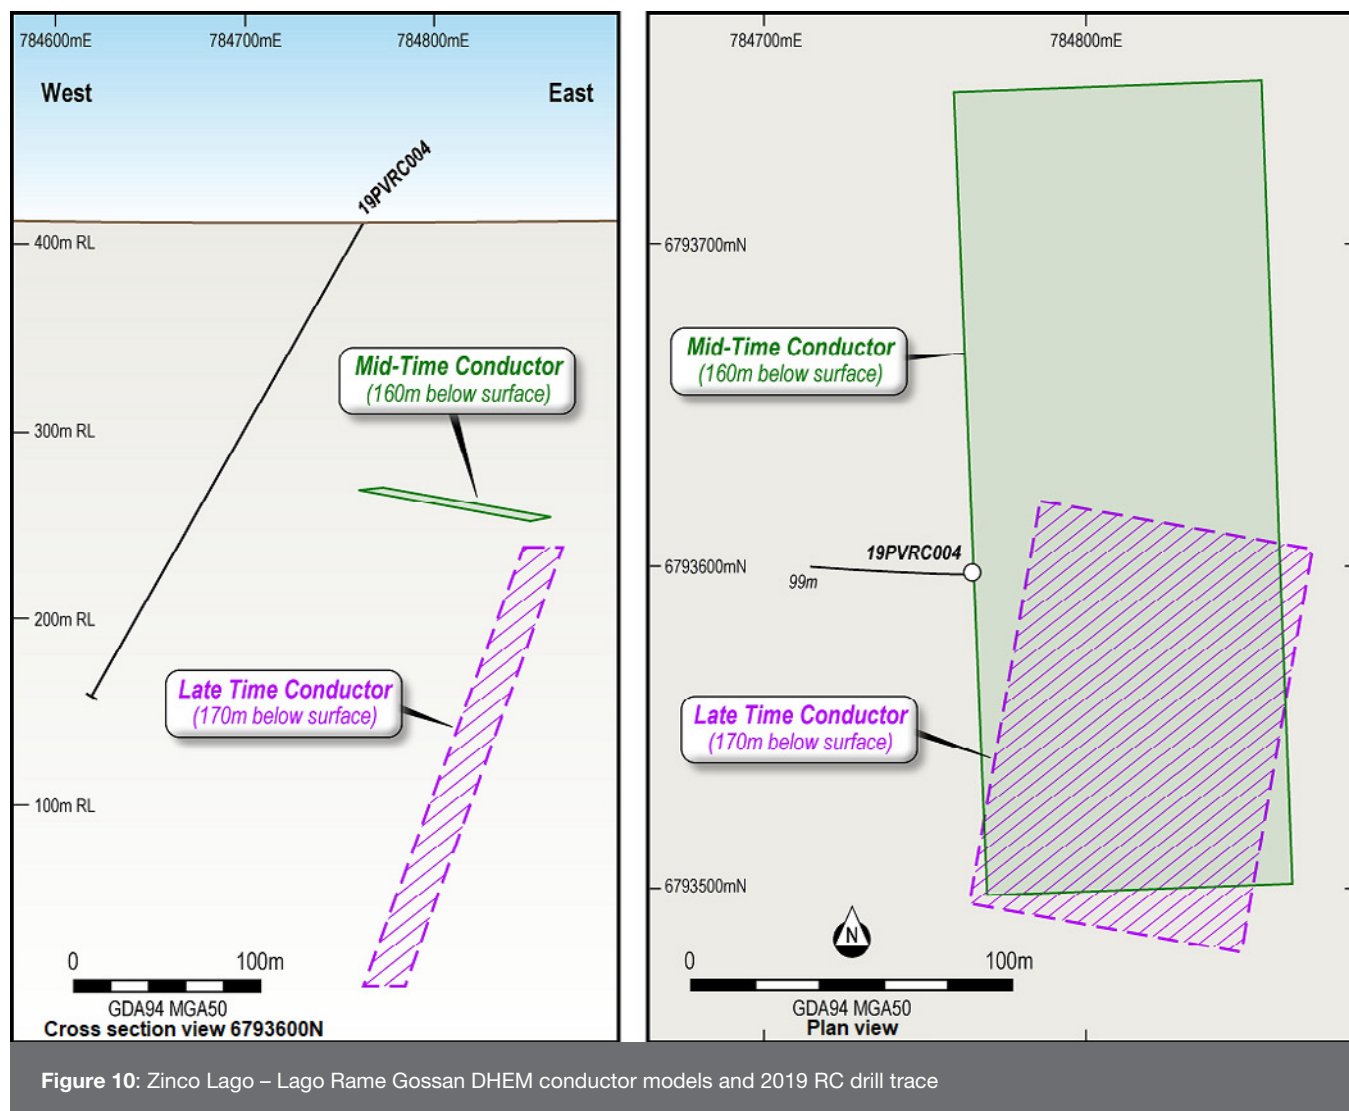 784600mE
784700mE
784800mE
West
East
19PVRC004
400m RL
Mid-Time Conductor
(160m below surface)
300m RL
200m RL
Late Time Conductor
(170m below surface)
100m RL
0
100m
GDA94 MGA50
Cross section view 6793600N
784700mE
784800mE
6793700mN
Mid-Time Conductor
(160m below surface)
19PVRC004
6793600mN
99m
Late Time Conductor
(170m below surface)
6793500mN
N
0
100m
GDA94 MGA50
Plan view
Figure 10: Zinco Lago – Lago Rame Gossan DHEM conductor models and 2019 RC drill trace